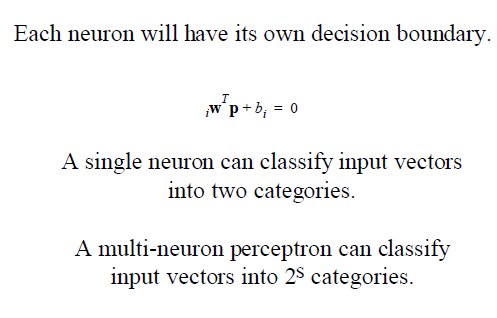 Each neuron will have its own decision boundary.
ᵢwᵀp + bᵢ = 0
A single neuron can classify input vectors
into two categories.
A multi-neuron perceptron can classify
input vectors into 2ˢ categories.